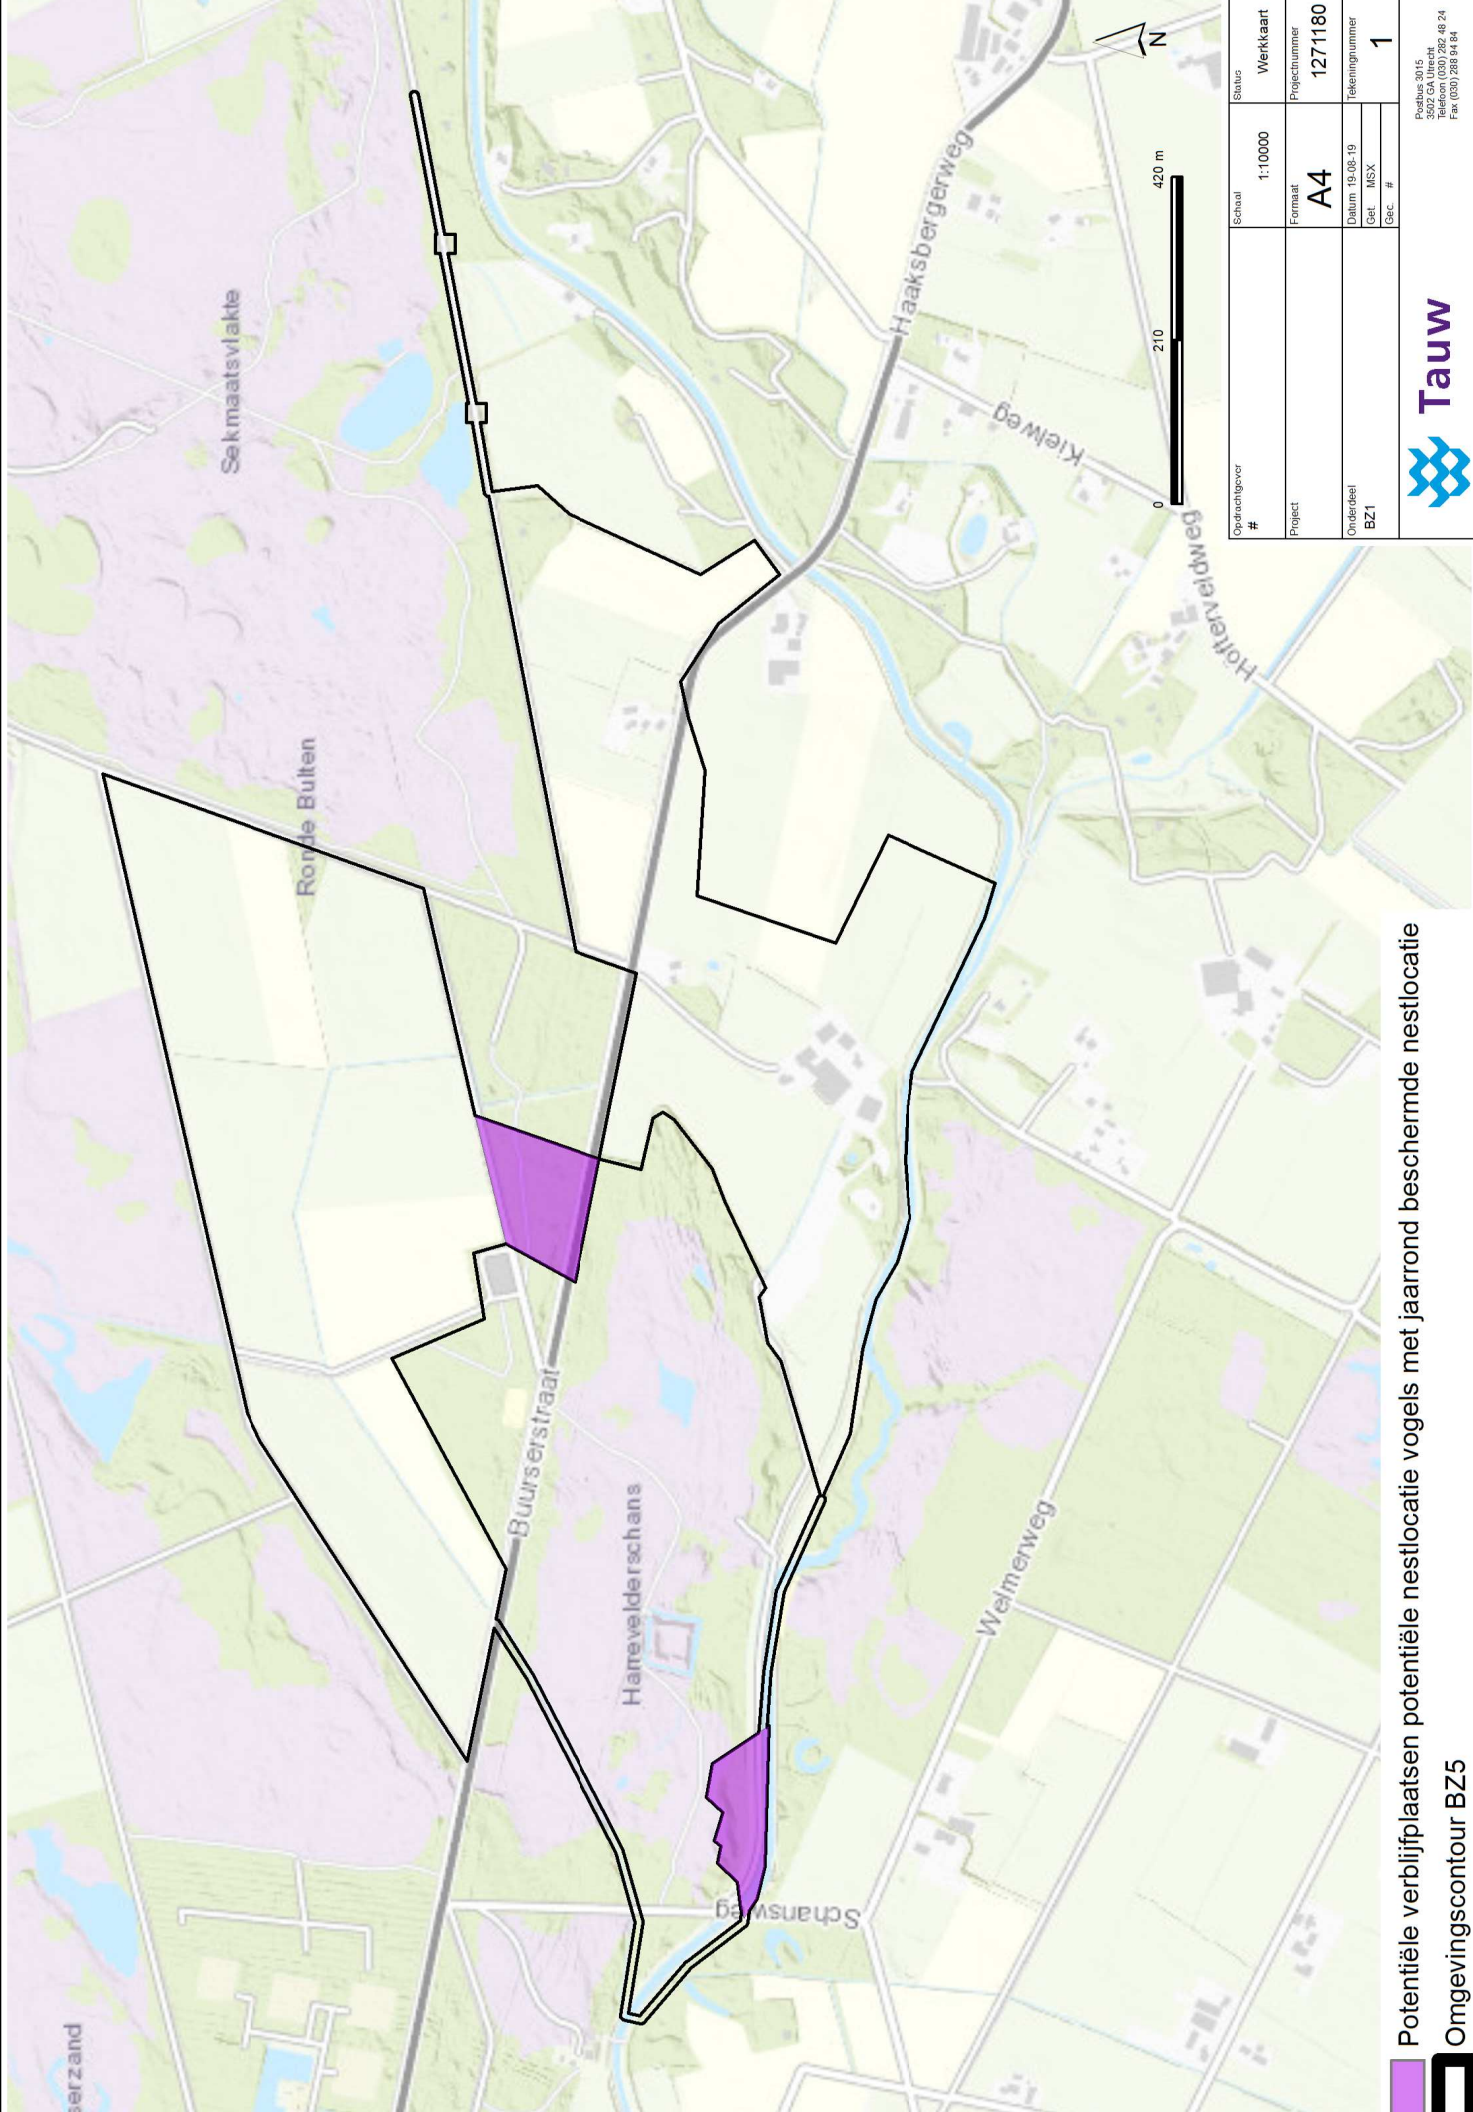 serzand
Sekmaatsvlakte
Ronde Bulten
Buurserstraat
Harrevelderschans
Schansweg
Welmerweg
Haaksbergerweg
Kielweg
Höfterveldweg
0 210 420 m
N
Opdrachtgever
#
Schaal
1:10000
Status
Werkkaart
Project
Formaat
A4
Projectnummer
1271180
Onderdeel
BZ1
Datum 19-08-19
Get. MSX
Gec. #
Tekeningnummer
1
Tauw
Postbus 3015
3502 GA Utrecht
Telefoon (030) 282 48 24
Fax (030) 288 94 84
Potentiële verblijfplaatsen potentiële nestlocatie vogels met jaarrond beschermde nestlocatie
Omgevingscontour BZ5